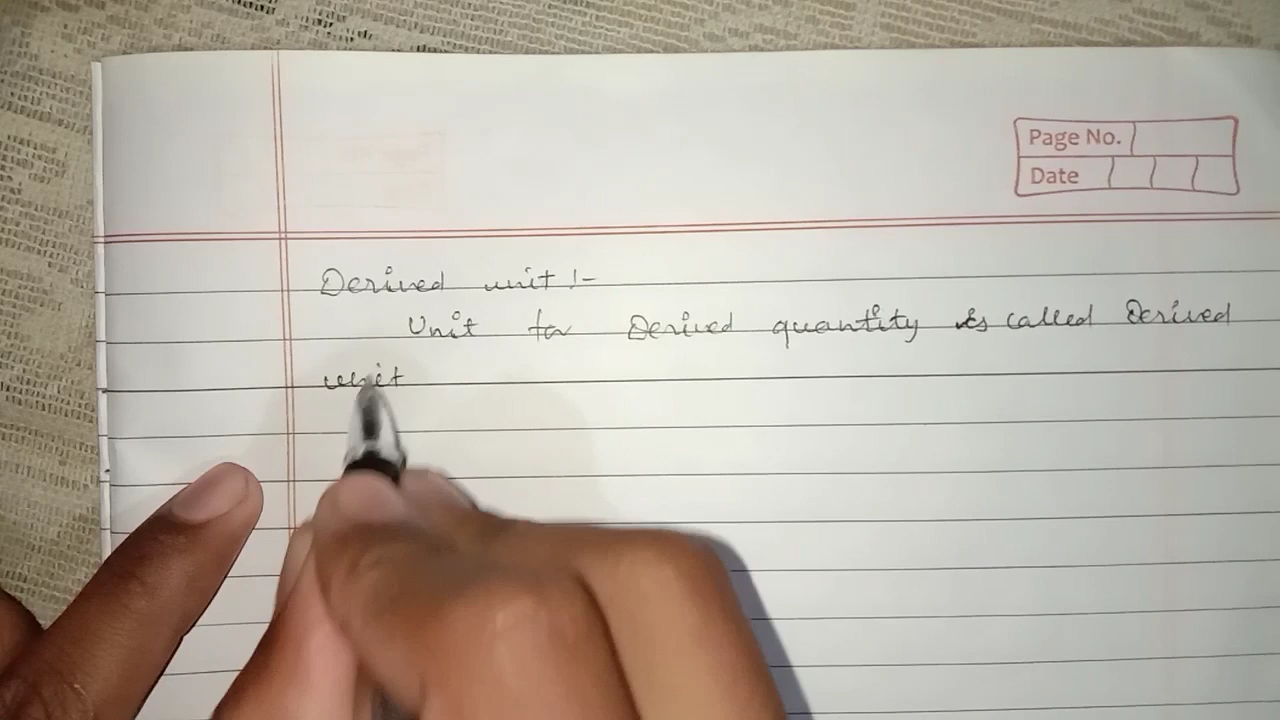 Page No.
Date
Derived unit :-
Unit for Derived quantity is called Derived
unit